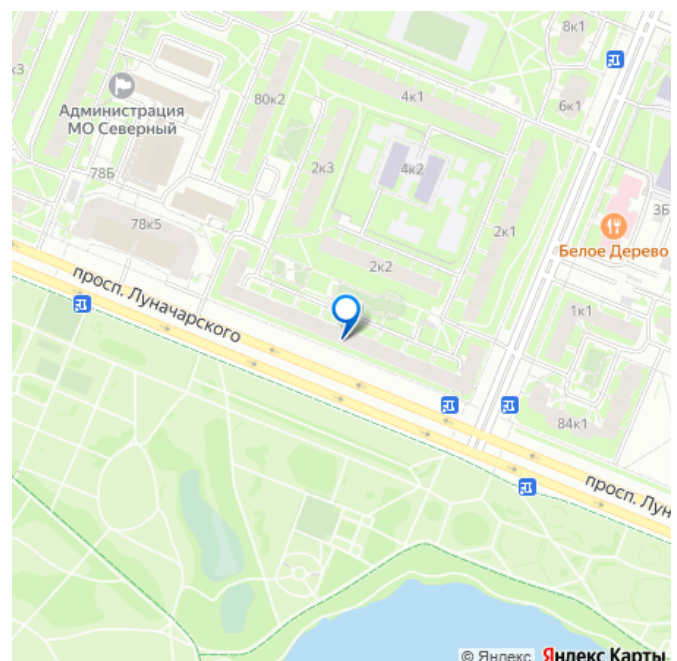 8к1
к3
Администрация
МО Северный
80к2
4к1
6к1
2к3
4к2
78Б
3Б
78к5
2к1
Белое Дерево
2к2
просп. Луначарского
1к1
84к1
просп. Лун
© Яндекс Яндекс Карты